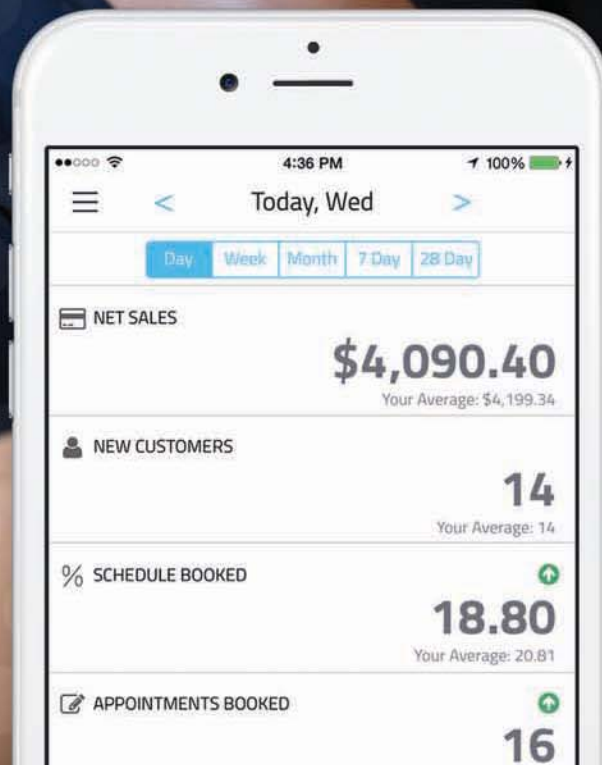 4:36 PM
100%
< Today, Wed >
Day Week Month 7 Day 28 Day
NET SALES
$4,090.40
Your Average: $4,199.34
NEW CUSTOMERS
14
Your Average: 14
% SCHEDULE BOOKED
18.80
Your Average: 20.81
APPOINTMENTS BOOKED
16